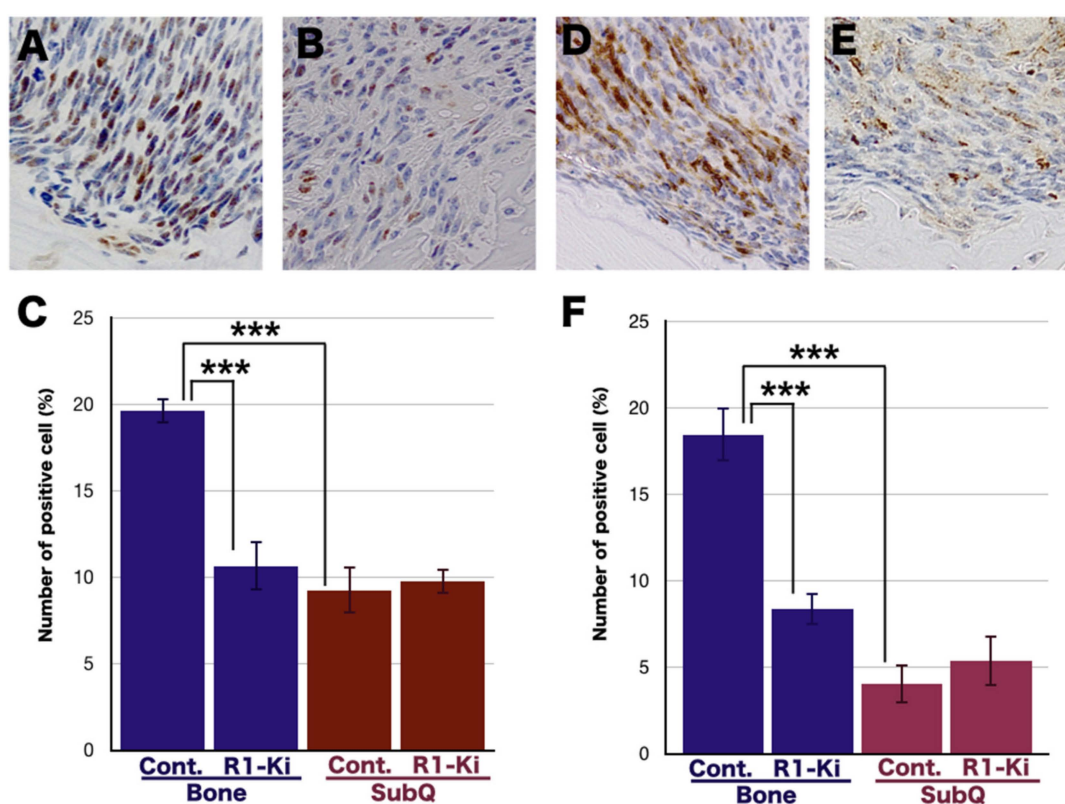 A
B
D
E
C
Number of positive cell (%)
25
20
15
10
5
0
***
***
Cont. R1-Ki Cont. R1-Ki
Bone SubQ
F
Number of positive cell (%)
25
20
15
10
5
0
***
***
Cont. R1-Ki Cont. R1-Ki
Bone SubQ